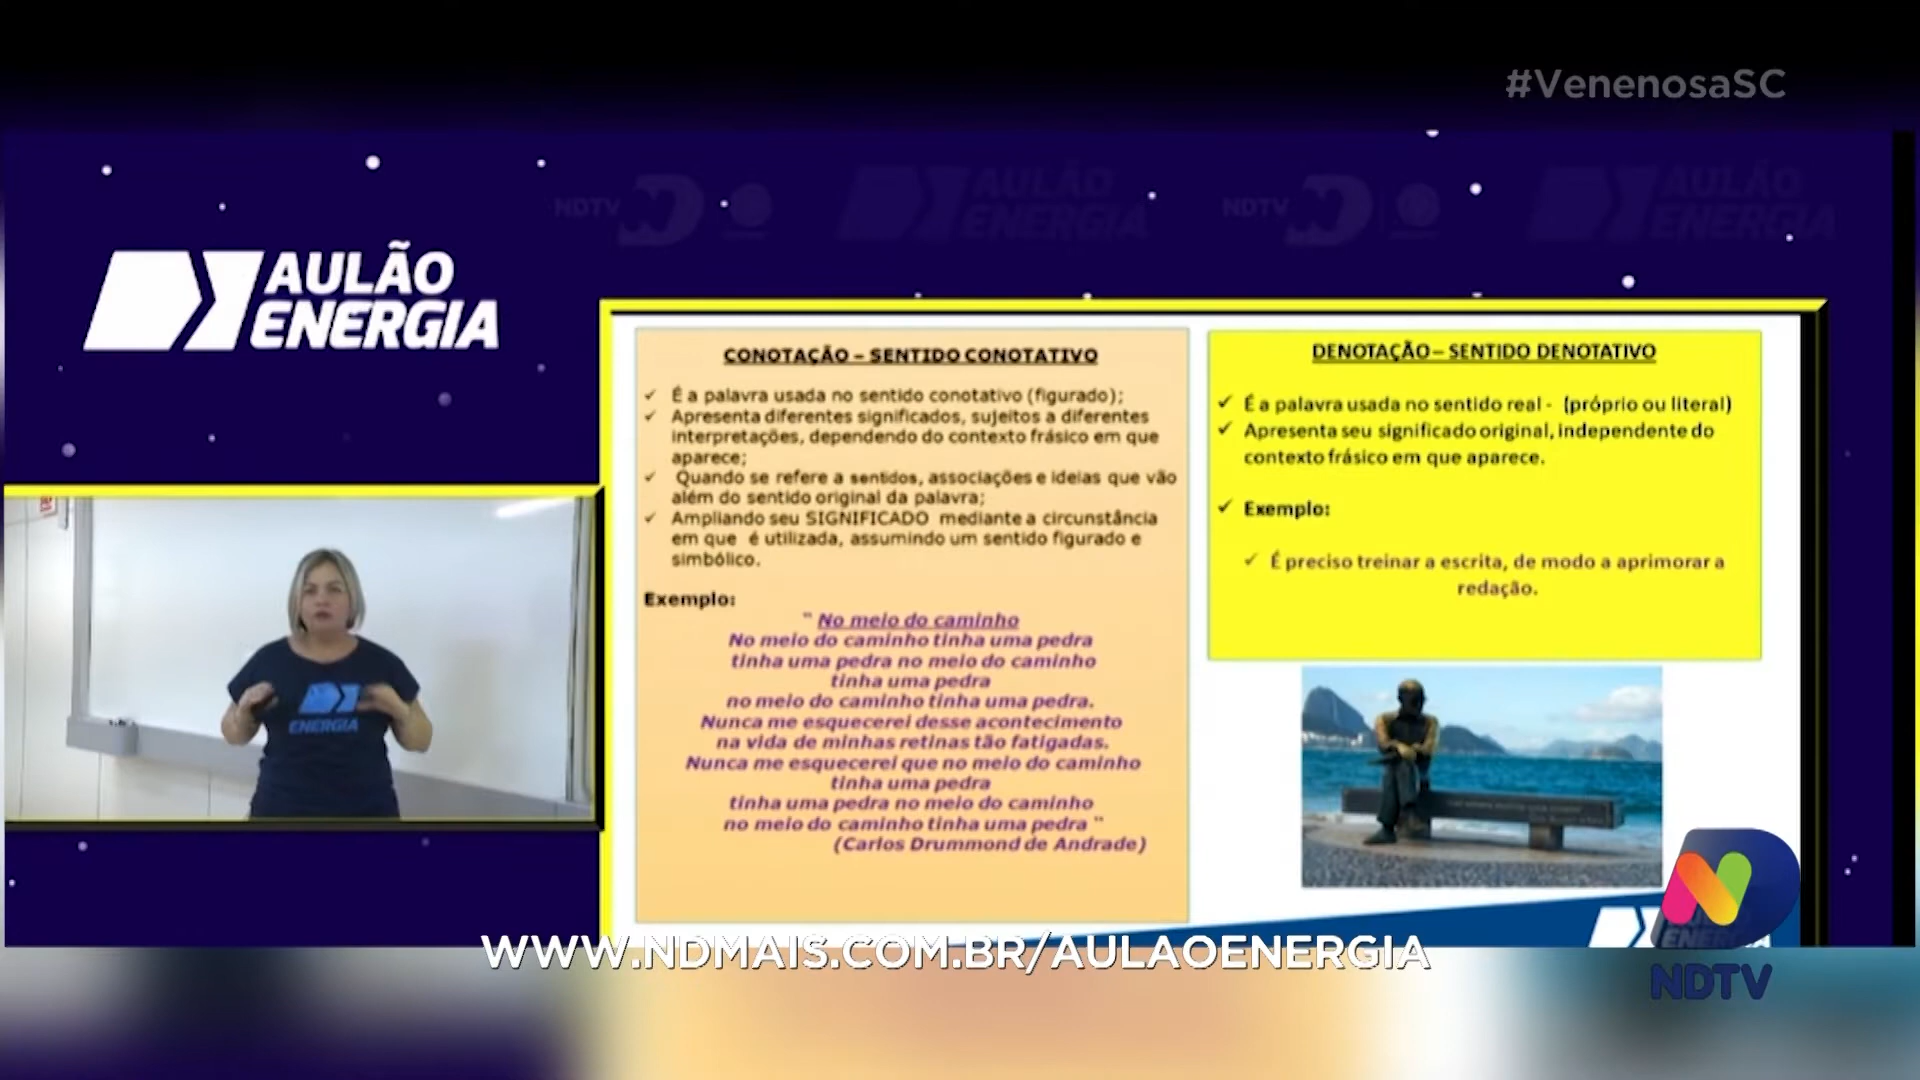 #VenenosaSC
NDTV
AULÃO
ENERGIA
NDTV
AULÃO
ENERGIA
AULÃO
ENERGIA
CONOTAÇÃO – SENTIDO CONOTATIVO
✓ É a palavra usada no sentido conotativo (figurado);
✓ Apresenta diferentes significados, sujeitos a diferentes
interpretações, dependendo do contexto frásico em que
aparece;
✓ Quando se refere a sentidos, associações e ideias que vão
além do sentido original da palavra;
✓ Ampliando seu SIGNIFICADO mediante a circunstância
em que é utilizada, assumindo um sentido figurado e
simbólico.
Exemplo:
" No meio do caminho
No meio do caminho tinha uma pedra
tinha uma pedra no meio do caminho
tinha uma pedra
no meio do caminho tinha uma pedra.
Nunca me esquecerei desse acontecimento
na vida de minhas retinas tão fatigadas.
Nunca me esquecerei que no meio do caminho
tinha uma pedra
tinha uma pedra no meio do caminho
no meio do caminho tinha uma pedra "
(Carlos Drummond de Andrade)
DENOTAÇÃO– SENTIDO DENOTATIVO
✓ É a palavra usada no sentido real - (próprio ou literal)
✓ Apresenta seu significado original, independente do
contexto frásico em que aparece.
✓ Exemplo:
✓ É preciso treinar a escrita, de modo a aprimorar a
redação.
ENERGIA
ENERGIA
WWW.NDMAIS.COM.BR/AULAOENERGIA
NDTV